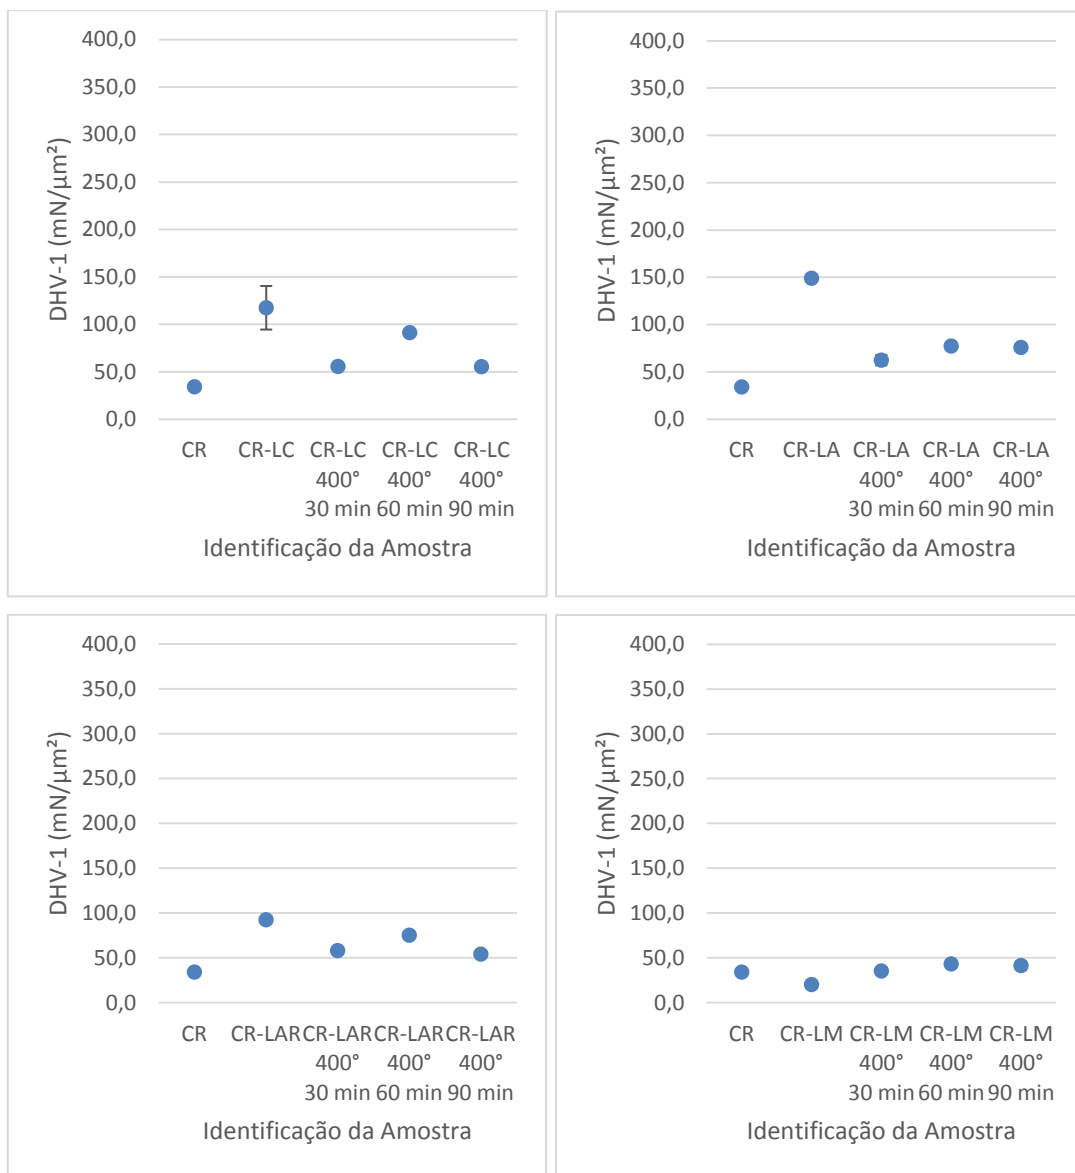 400,0
350,0
300,0
250,0
200,0
150,0
100,0
50,0
0,0
DHV-1 (mN/μm²)
CR CR-LC CR-LC CR-LC CR-LC
400° 400° 400°
30 min 60 min 90 min
Identificação da Amostra
400,0
350,0
300,0
250,0
200,0
150,0
100,0
50,0
0,0
DHV-1 (mN/μm²)
CR CR-LA CR-LA CR-LA CR-LA
400° 400° 400°
30 min 60 min 90 min
Identificação da Amostra
400,0
350,0
300,0
250,0
200,0
150,0
100,0
50,0
0,0
DHV-1 (mN/μm²)
CR CR-LAR CR-LAR CR-LAR CR-LAR
400° 400° 400°
30 min 60 min 90 min
Identificação da Amostra
400,0
350,0
300,0
250,0
200,0
150,0
100,0
50,0
0,0
DHV-1 (mN/μm²)
CR CR-LM CR-LM CR-LM CR-LM
400° 400° 400°
30 min 60 min 90 min
Identificação da Amostra